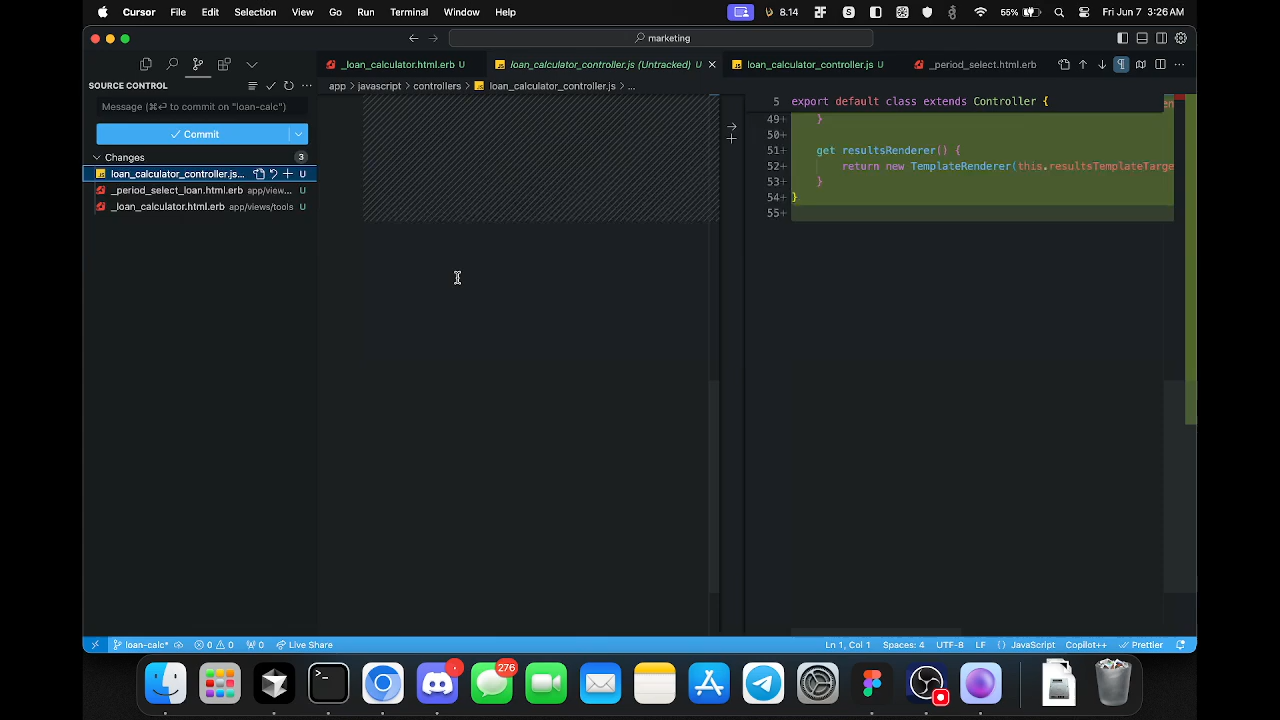 Cursor File Edit Selection View Go Run Terminal Window Help 8.14 55% Fri Jun 7 3:26 AM
marketing
_loan_calculator.html.erb U loan_calculator_controller.js (Untracked) U loan_calculator_controller.js U _period_select.html.erb
SOURCE CONTROL
app › javascript › controllers › loan_calculator_controller.js › ...
Message (⌘⏎ to commit on "loan-calc")
5 export default class extends Controller {
49+ }
Commit
50+
Changes 3
51+ get resultsRenderer() {
loan_calculator_controller.js... U
52+ return new TemplateRenderer(this.resultsTemplateTarge
53+ }
_period_select_loan.html.erb app/view... U
54+ }
_loan_calculator.html.erb app/views/tools U
55+
loan-calc* 0 0 0 Live Share Ln 1, Col 1 Spaces: 4 UTF-8 LF JavaScript Copilot++ Prettier
276